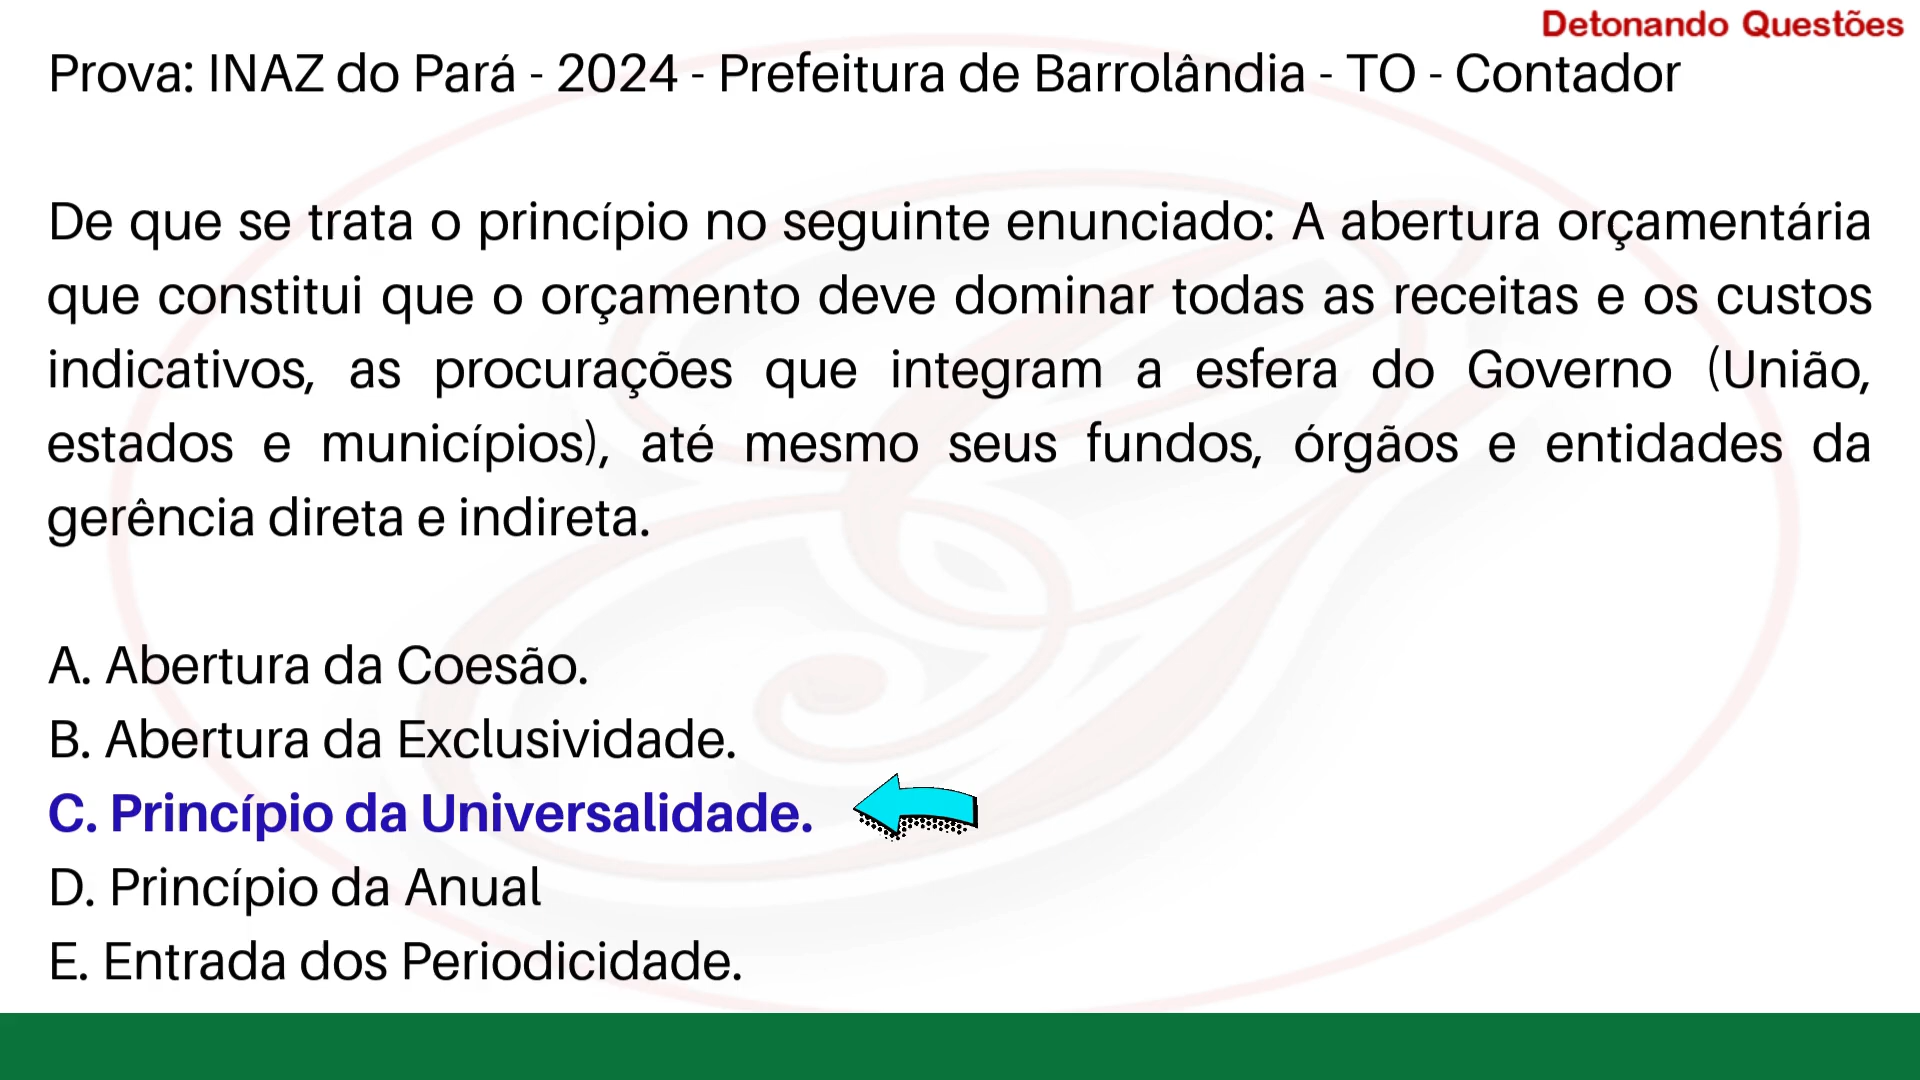 Detonando Questões
Prova: INAZ do Pará - 2024 - Prefeitura de Barrolândia - TO - Contador
De que se trata o princípio no seguinte enunciado: A abertura orçamentária
que constitui que o orçamento deve dominar todas as receitas e os custos
indicativos, as procurações que integram a esfera do Governo (União,
estados e municípios), até mesmo seus fundos, órgãos e entidades da
gerência direta e indireta.
A. Abertura da Coesão.
B. Abertura da Exclusividade.
C. Princípio da Universalidade.
D. Princípio da Anual
E. Entrada dos Periodicidade.